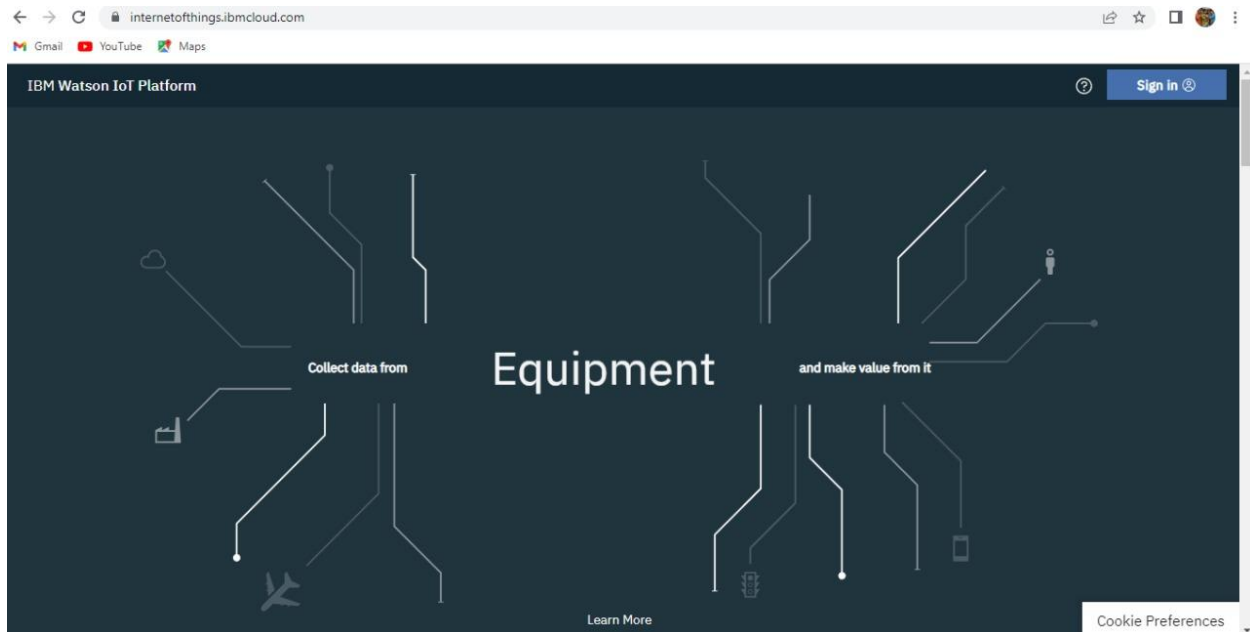 internetofthings.ibmcloud.com
Gmail YouTube Maps
IBM Watson IoT Platform
Sign in
Collect data from Equipment and make value from it
Learn More
Cookie Preferences